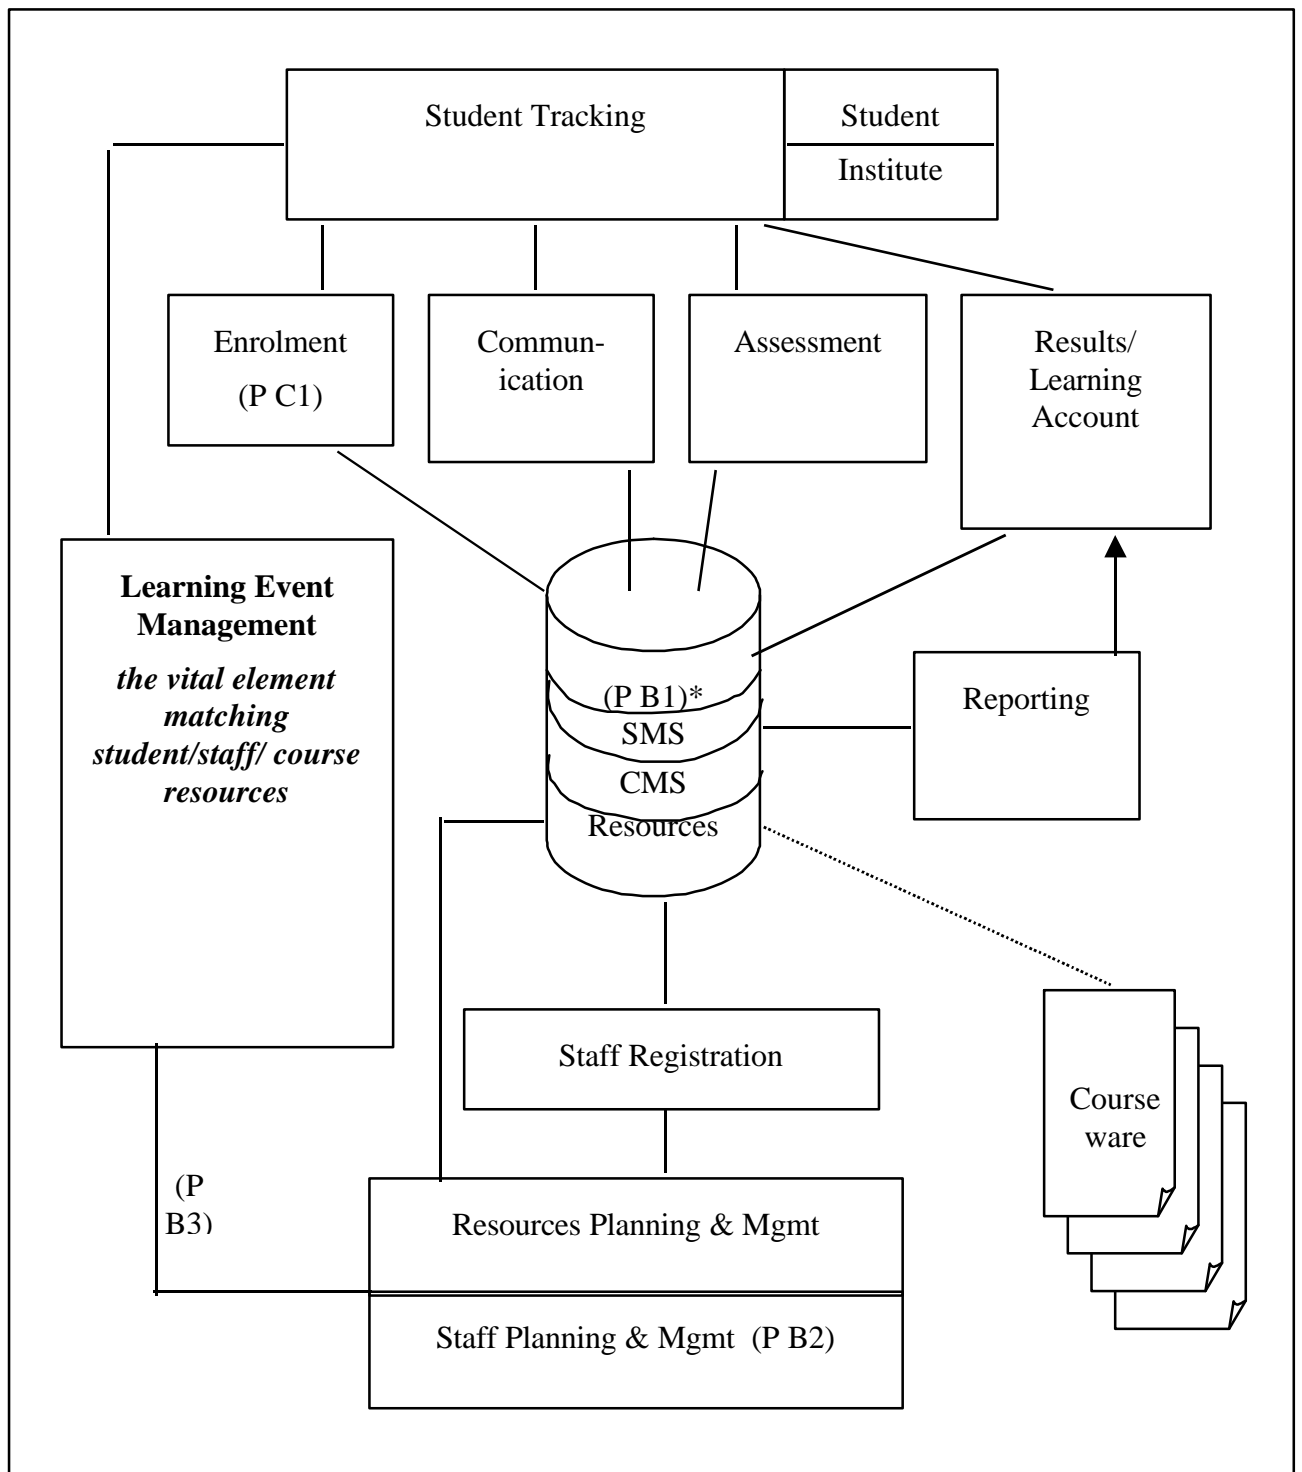 Student Tracking
Student
Institute
Enrolment
(P C1)
Commun-
ication
Assessment
Results/
Learning
Account
Learning Event
Management
the vital element
matching
student/staff/ course
resources
(P B1)*
SMS
CMS
Resources
Reporting
Staff Registration
Course
ware
(P
B3)
Resources Planning & Mgmt
Staff Planning & Mgmt  (P B2)